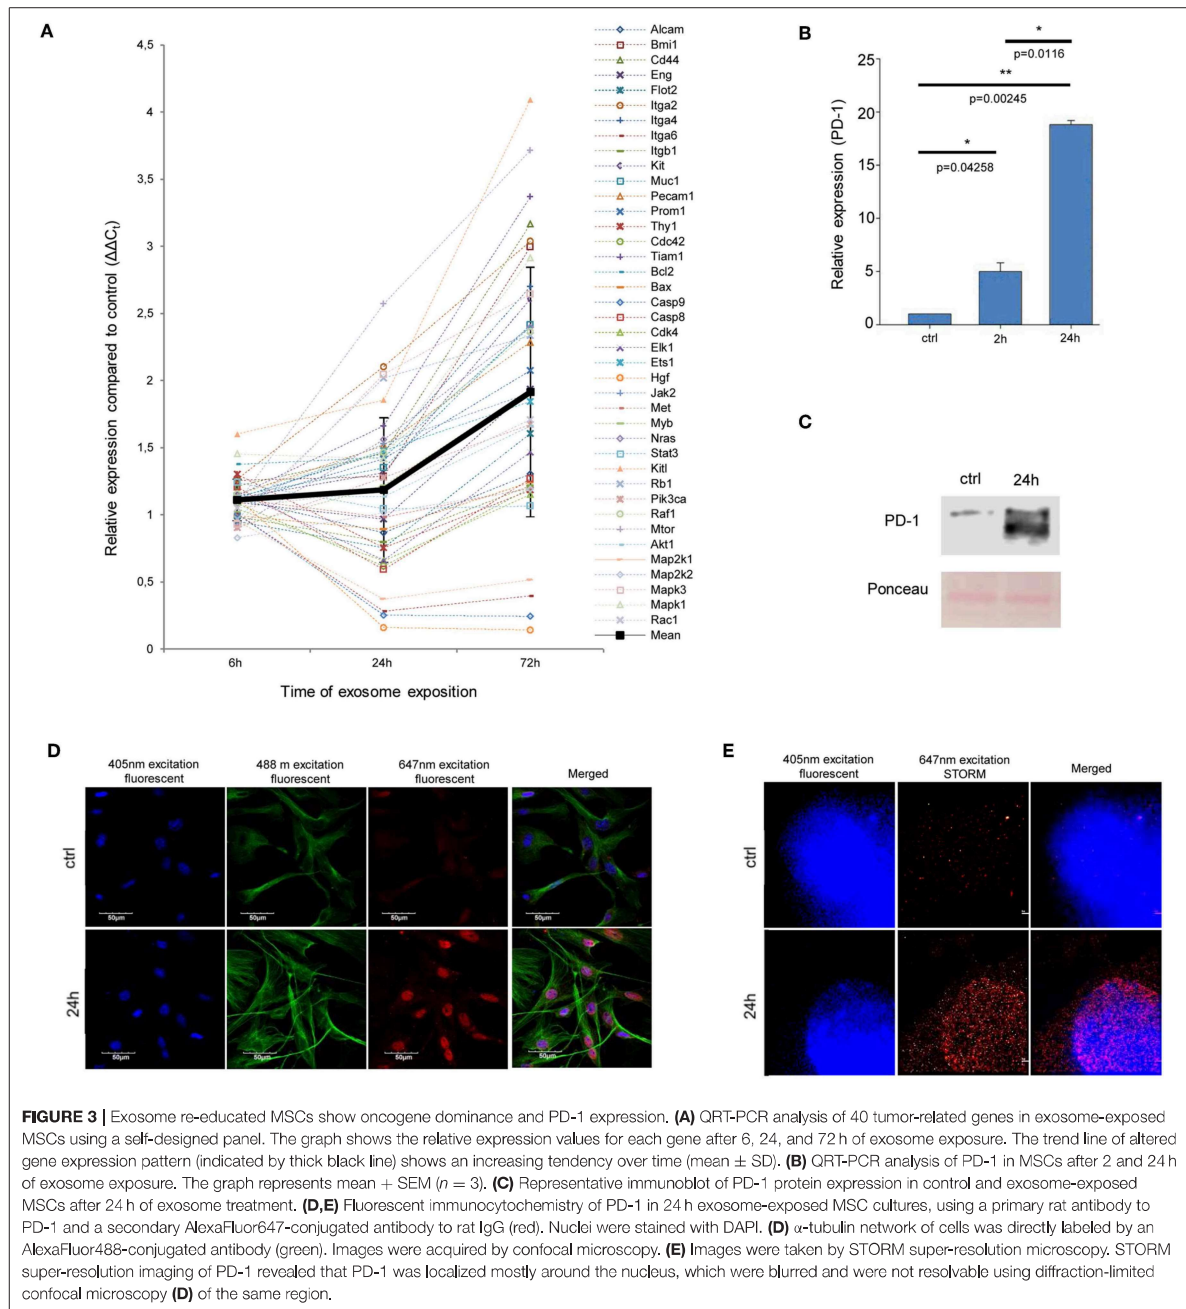 A
Relative expression compared to control (ΔΔCt)
4,5
4
3,5
3
2,5
2
1,5
1
0,5
0
6h
24h
72h
Time of exosome exposition
Alcam
Bmi1
Cd44
Eng
Flot2
Itga2
Itga4
Itga6
Itgb1
Kit
Muc1
Pecam1
Prom1
Thy1
Cdc42
Tiam1
Bcl2
Bax
Casp9
Casp8
Cdk4
Elk1
Ets1
Hgf
Jak2
Met
Myb
Nras
Stat3
Kitl
Rb1
Pik3ca
Raf1
Mtor
Akt1
Map2k1
Map2k2
Mapk3
Mapk1
Rac1
Mean
B
Relative expression (PD-1)
25
20
15
10
5
0
*
p=0.0116
**
p=0.00245
*
p=0.04258
ctrl
2h
24h
C
ctrl
24h
PD-1
Ponceau
D
405nm excitation
fluorescent
488 m excitation
fluorescent
647nm excitation
fluorescent
Merged
ctrl
50µm
50µm
50µm
50µm
24h
50µm
50µm
50µm
50µm
E
405nm excitation
fluorescent
647nm excitation
STORM
Merged
ctrl
24h
FIGURE 3 | Exosome re-educated MSCs show oncogene dominance and PD-1 expression. (A) QRT-PCR analysis of 40 tumor-related genes in exosome-exposed
MSCs using a self-designed panel. The graph shows the relative expression values for each gene after 6, 24, and 72 h of exosome exposure. The trend line of altered
gene expression pattern (indicated by thick black line) shows an increasing tendency over time (mean ± SD). (B) QRT-PCR analysis of PD-1 in MSCs after 2 and 24 h
of exosome exposure. The graph represents mean + SEM (n = 3). (C) Representative immunoblot of PD-1 protein expression in control and exosome-exposed
MSCs after 24 h of exosome treatment. (D,E) Fluorescent immunocytochemistry of PD-1 in 24 h exosome-exposed MSC cultures, using a primary rat antibody to
PD-1 and a secondary AlexaFluor647-conjugated antibody to rat IgG (red). Nuclei were stained with DAPI. (D) α-tubulin network of cells was directly labeled by an
AlexaFluor488-conjugated antibody (green). Images were acquired by confocal microscopy. (E) Images were taken by STORM super-resolution microscopy. STORM
super-resolution imaging of PD-1 revealed that PD-1 was localized mostly around the nucleus, which were blurred and were not resolvable using diffraction-limited
confocal microscopy (D) of the same region.